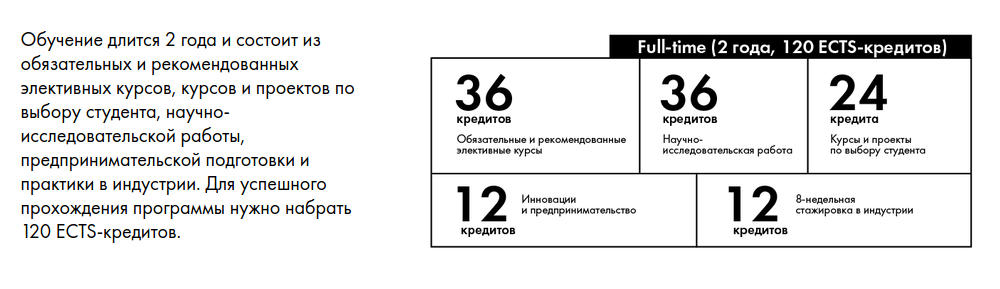 Обучение длится 2 года и состоит из
обязательных и рекомендованных
элективных курсов, курсов и проектов по
выбору студента, научно-
исследовательской работы,
предпринимательской подготовки и
практики в индустрии. Для успешного
прохождения программы нужно набрать
120 ECTS-кредитов.
Full-time (2 года, 120 ECTS-кредитов)
36
кредитов
Обязательные и рекомендованные
элективные курсы
36
кредитов
Научно-
исследовательская работа
24
кредита
Курсы и проекты
по выбору студента
12
кредитов
Инновации
и предпринимательство
12
кредитов
8-недельная
стажировка в индустрии